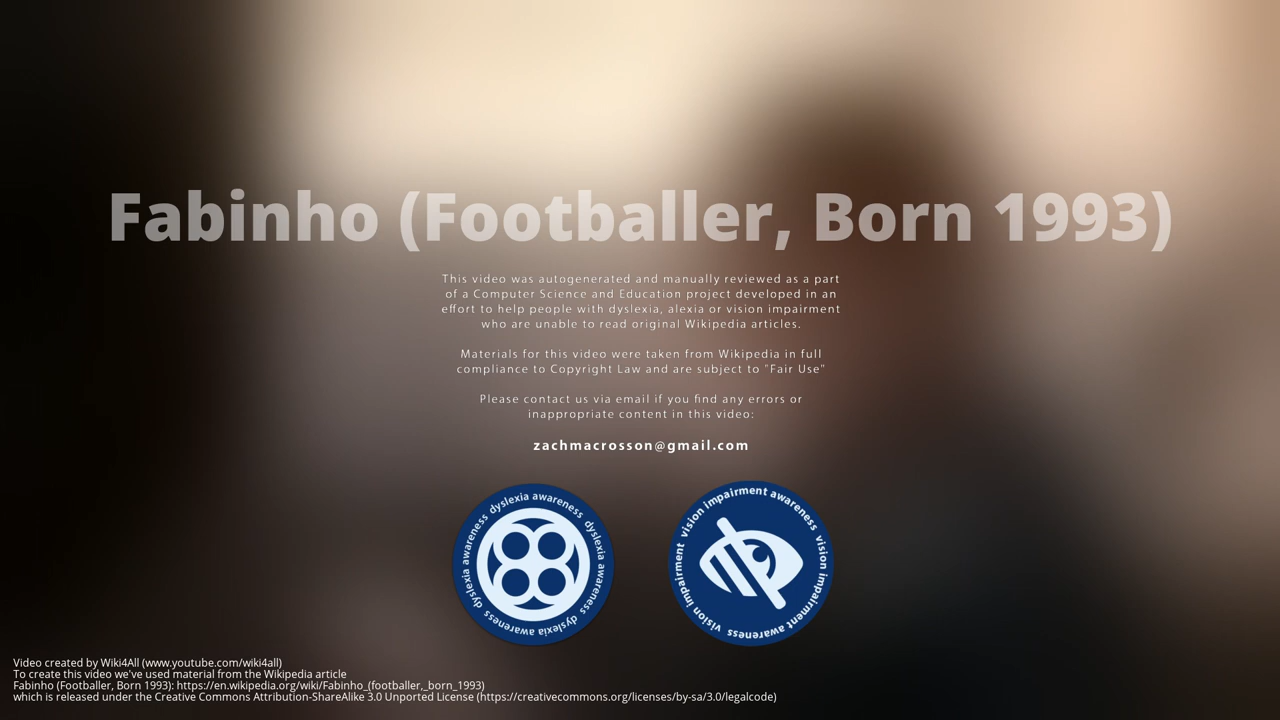 Fabinho (Footballer, Born 1993)
This video was autogenerated and manually reviewed as a part
of a Computer Science and Education project developed in an
effort to help people with dyslexia, alexia or vision impairment
who are unable to read original Wikipedia articles.
Materials for this video were taken from Wikipedia in full
compliance to Copyright Law and are subject to "Fair Use"
Please contact us via email if you find any errors or
inappropriate content in this video:
zachmacrosson@gmail.com
dyslexia awareness dyslexia awareness dyslexia awareness dyslexia awareness
vision impairment awareness vision impairment awareness vision impairment
Video created by Wiki4All (www.youtube.com/wiki4all)
To create this video we've used material from the Wikipedia article
Fabinho (Footballer, Born 1993): https://en.wikipedia.org/wiki/Fabinho_(footballer,_born_1993)
which is released under the Creative Commons Attribution-ShareAlike 3.0 Unported License (https://creativecommons.org/licenses/by-sa/3.0/legalcode)